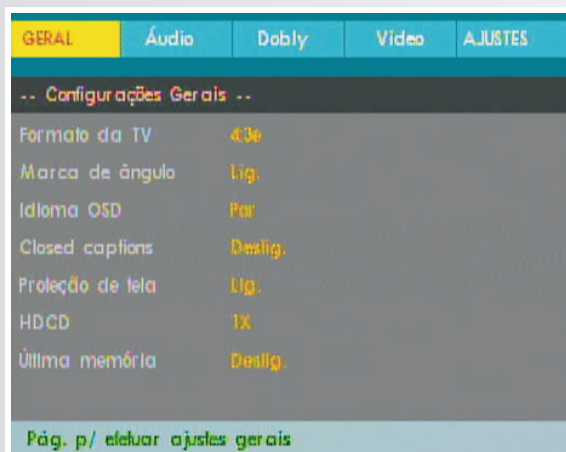 GERAL Áudio Dobly Vídeo AJUSTES
-- Configurações Gerais --
Formato da TV 4:3e
Marca de ângulo Lig.
Idioma OSD Por
Closed captions Deslig.
Proteção de tela Lig.
HDCD 1X
Última memória Deslig.
Pág. p/ efetuar ajustes gerais